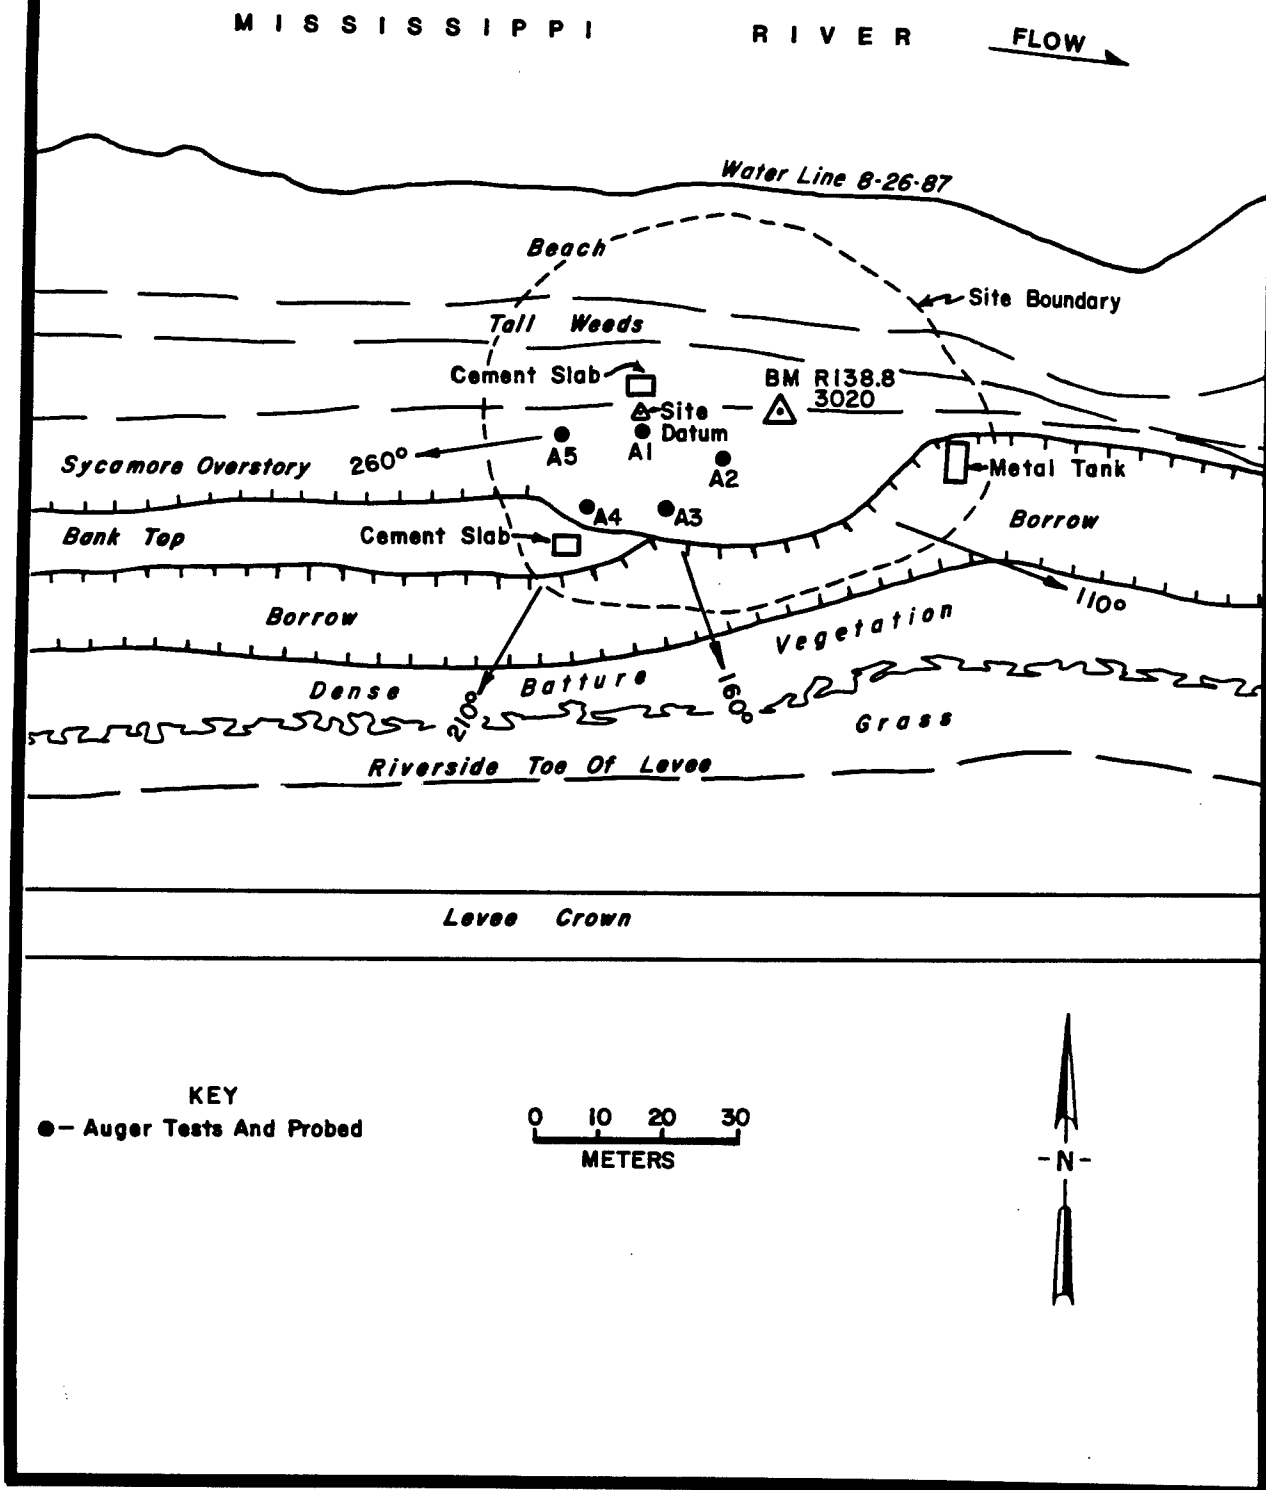 MISSISSIPPI RIVER FLOW
Water Line 8-26-87
Beach
Site Boundary
Tall Weeds
Cement Slab
BM R138.8
3020
Site
Datum
A5
A1
A2
260°
Sycamore Overstory
Metal Tank
A4
A3
Borrow
Bank Top
Cement Slab
110°
Borrow
Vegetation
Dense
Batture
210°
160°
Grass
Riverside Toe Of Levee
Levee Crown
KEY
- Auger Tests And Probed
0 10 20 30
METERS
-N-